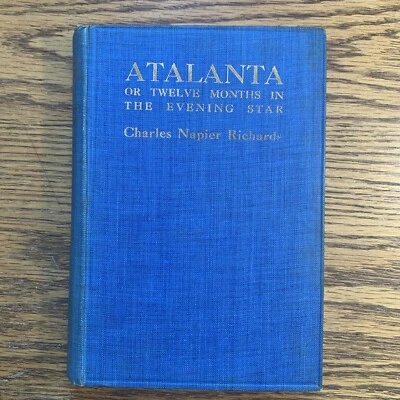 ATALANTA
OR TWELVE MONTHS IN
THE EVENING STAR
Charles Napier Richards